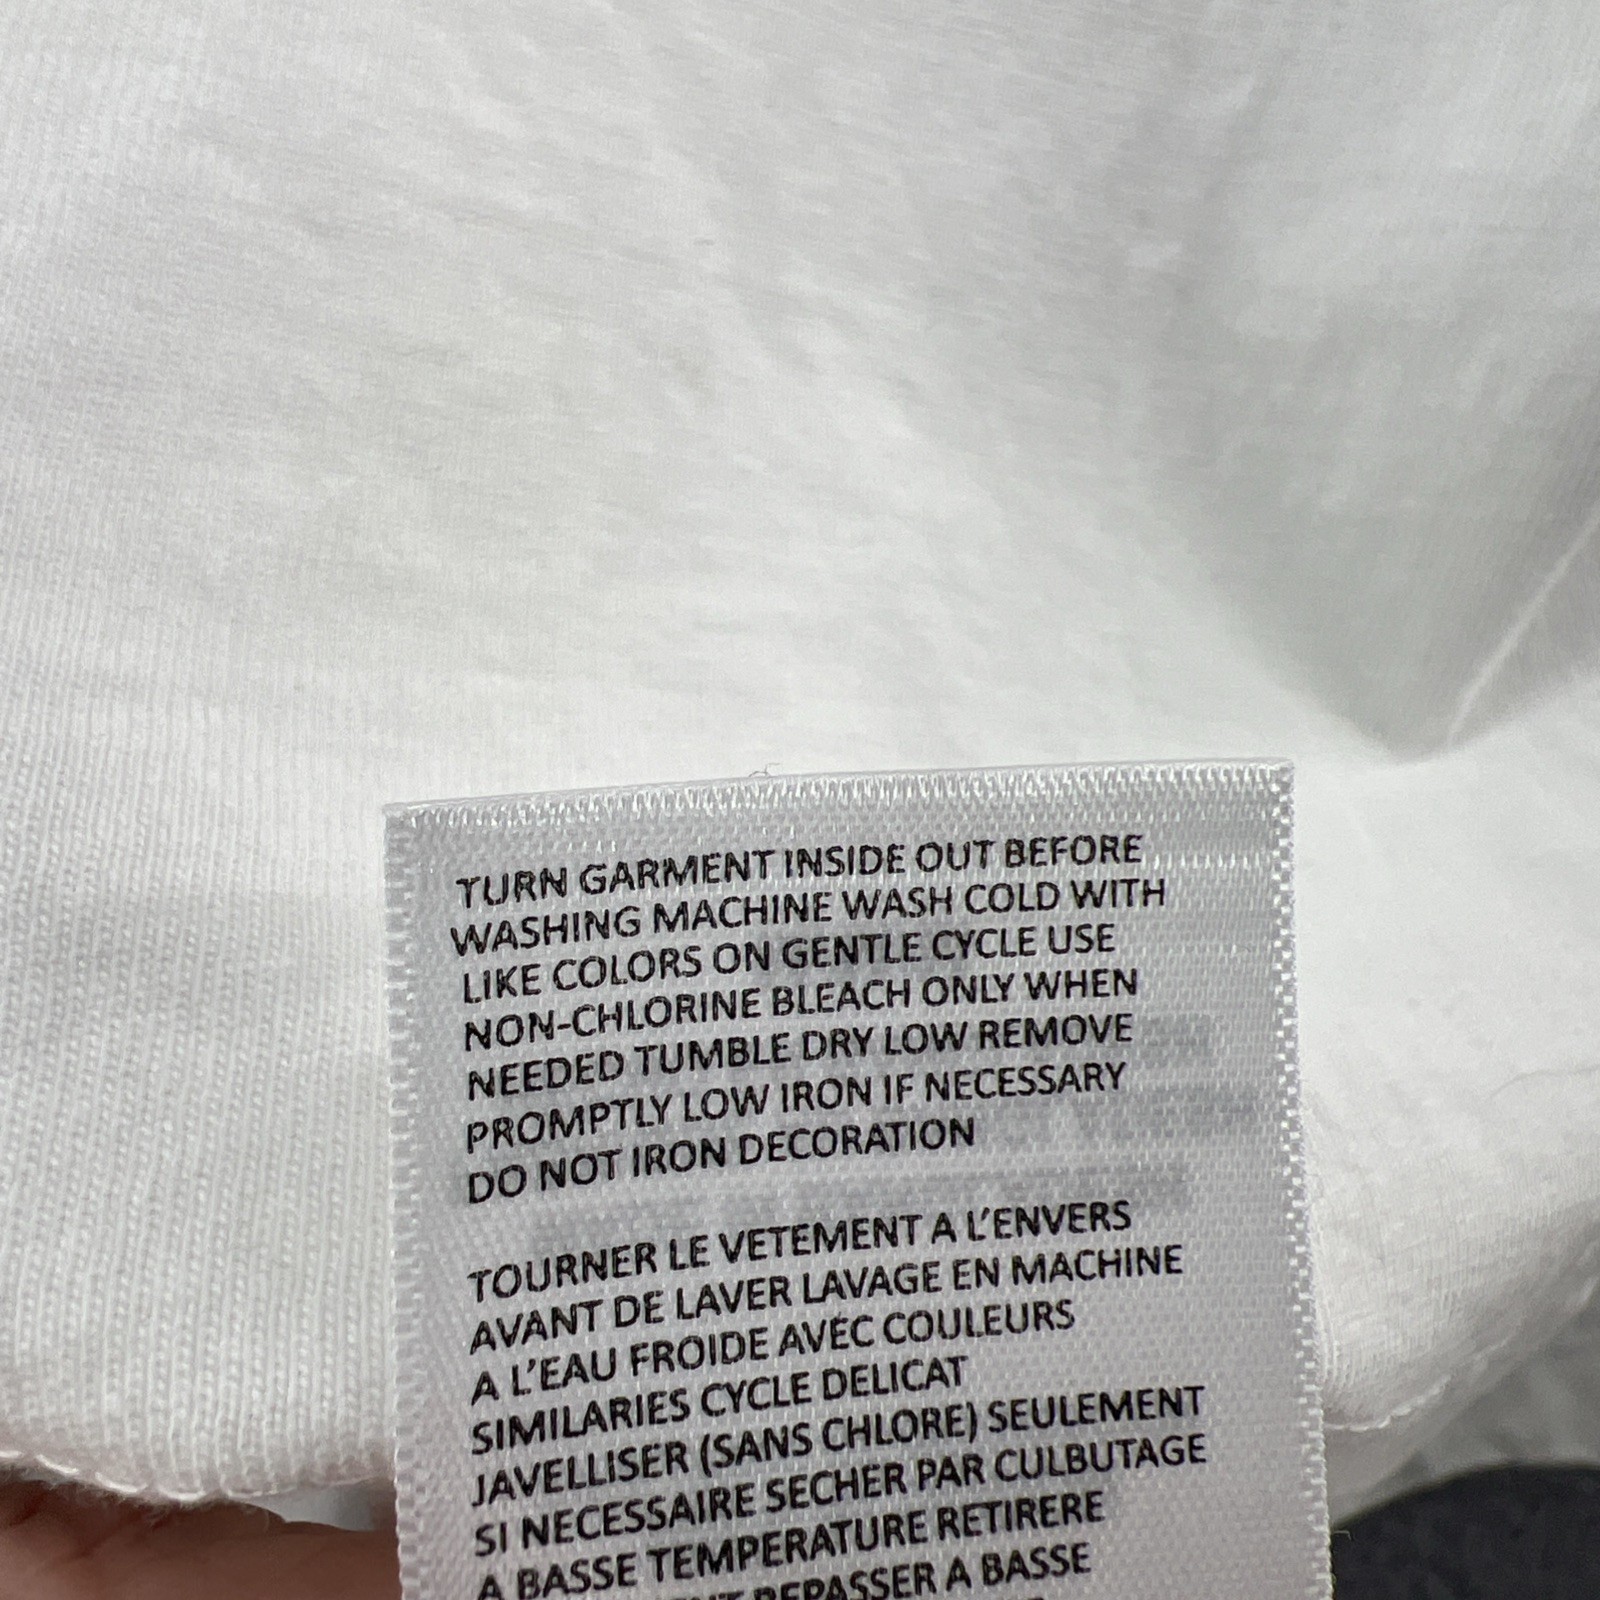 TURN GARMENT INSIDE OUT BEFORE
WASHING MACHINE WASH COLD WITH
LIKE COLORS ON GENTLE CYCLE USE
NON-CHLORINE BLEACH ONLY WHEN
NEEDED TUMBLE DRY LOW REMOVE
PROMPTLY LOW IRON IF NECESSARY
DO NOT IRON DECORATION
TOURNER LE VETEMENT A L'ENVERS
AVANT DE LAVER LAVAGE EN MACHINE
A L'EAU FROIDE AVEC COULEURS
SIMILARIES CYCLE DELICAT
JAVELLISER (SANS CHLORE) SEULEMENT
SI NECESSAIRE SECHER PAR CULBUTAGE
A BASSE TEMPERATURE RETIRERE
REPASSER A BASSE